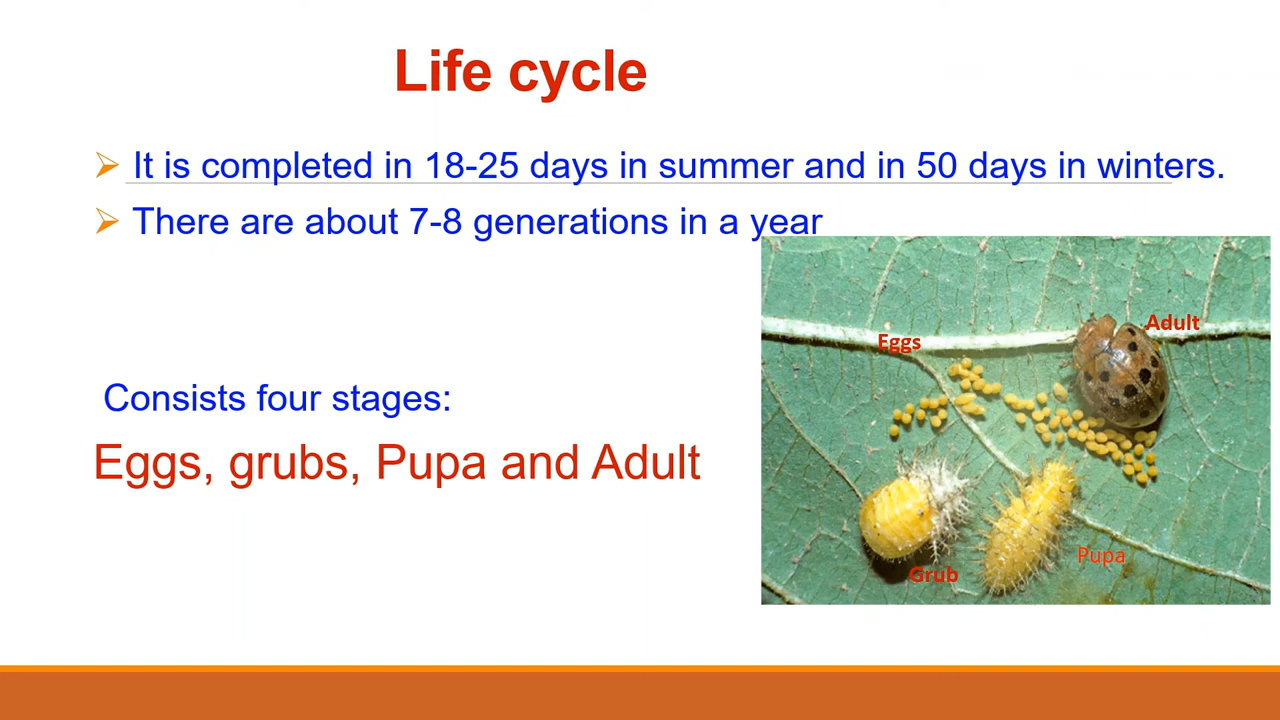 Life cycle
It is completed in 18-25 days in summer and in 50 days in winters.
There are about 7-8 generations in a year
Adult
Eggs
Consists four stages:
Eggs, grubs, Pupa and Adult
Pupa
Grub